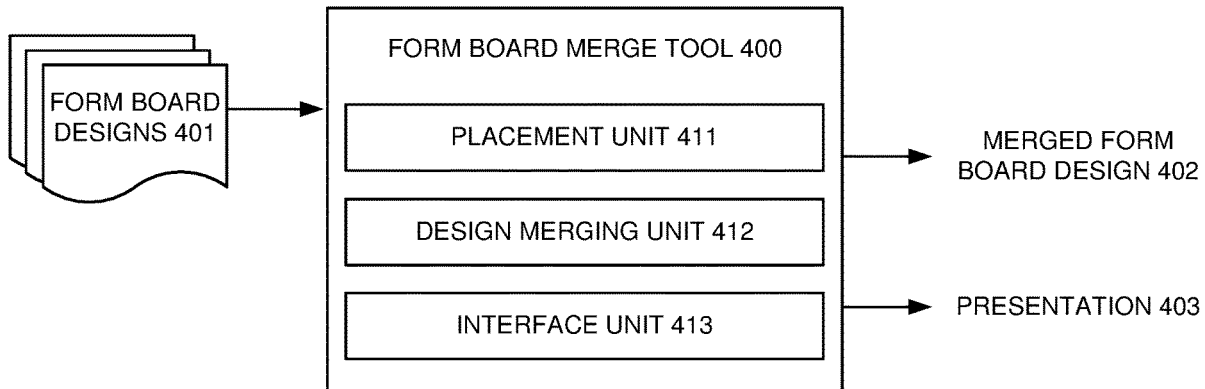 FORM BOARD MERGE TOOL 400
FORM BOARD
DESIGNS 401
PLACEMENT UNIT 411
DESIGN MERGING UNIT 412
INTERFACE UNIT 413
MERGED FORM
BOARD DESIGN 402
PRESENTATION 403